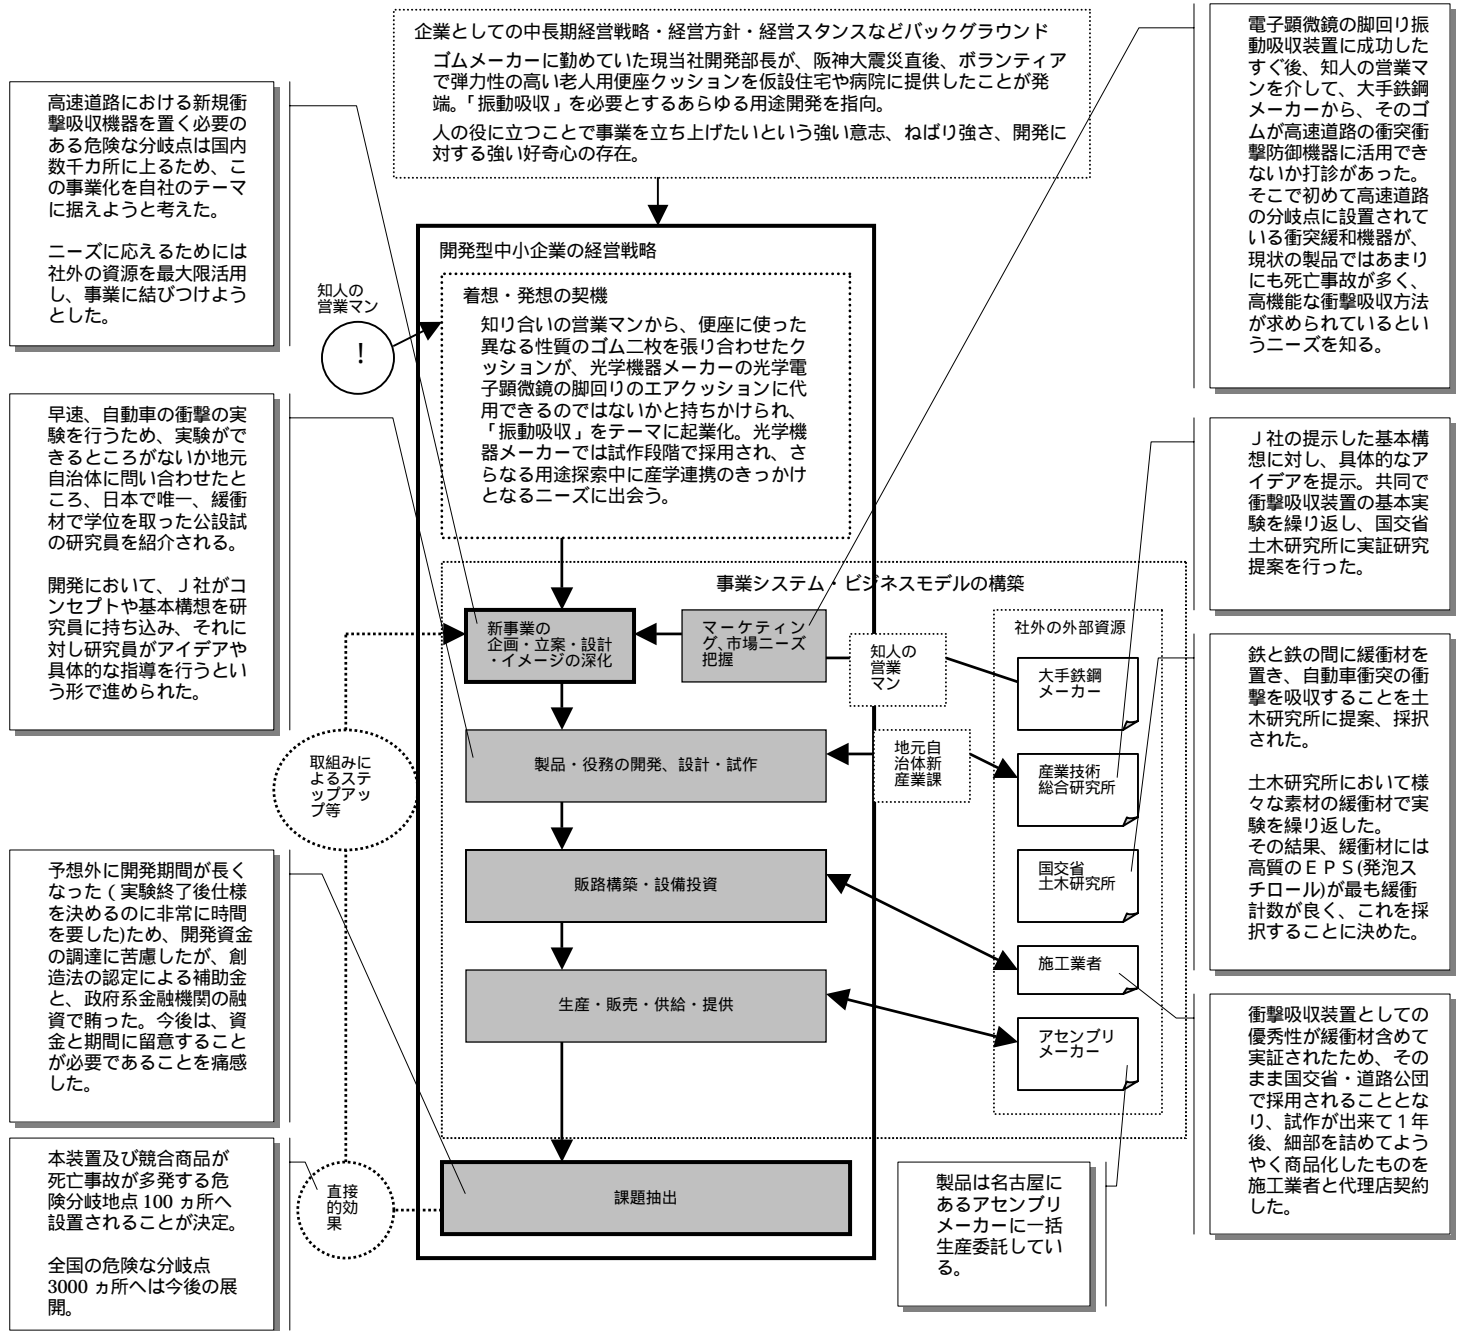 企業としての中長期経営戦略・経営方針・経営スタンスなどバックグラウンド
ゴムメーカーに勤めていた現当社開発部長が、阪神大震災直後、ボランティア
で弾力性の高い老人用便座クッションを仮設住宅や病院に提供したことが発
端。「振動吸収」を必要とするあらゆる用途開発を指向。
人の役に立つことで事業を立ち上げたいという強い意志、ねばり強さ、開発に
対する強い好奇心の存在。
高速道路における新規衝
撃吸収機器を置く必要の
ある危険な分岐点は国内
数千カ所に上るため、こ
の事業化を自社のテーマ
に据えようと考えた。
ニーズに応えるためには
社外の資源を最大限活用
し、事業に結びつけよう
とした。
知人の
営業マン
！
早速、自動車の衝撃の実
験を行うため、実験がで
きるところがないか地元
自治体に問い合わせたと
ころ、日本で唯一、緩衝
材で学位を取った公設試
の研究員を紹介される。
開発において、Ｊ社がコ
ンセプトや基本構想を研
究員に持ち込み、それに
対し研究員がアイデアや
具体的な指導を行うとい
う形で進められた。
取組みに
よるステ
ップアッ
プ等
予想外に開発期間が長く
なった（実験終了後仕様
を決めるのに非常に時間
を要した)ため、開発資金
の調達に苦慮したが、創
造法の認定による補助金
と、政府系金融機関の融
資で賄った。今後は、資
金と期間に留意すること
が必要であることを痛感
した。
本装置及び競合商品が
死亡事故が多発する危
険分岐地点 100 ヵ所へ
設置されることが決定。
全国の危険な分岐点
3000 ヵ所へは今後の展
開。
直接
的効
果
開発型中小企業の経営戦略
着想・発想の契機
知り合いの営業マンから、便座に使った
異なる性質のゴム二枚を張り合わせたク
ッションが、光学機器メーカーの光学電
子顕微鏡の脚回りのエアクッションに代
用できるのではないかと持ちかけられ、
「振動吸収」をテーマに起業化。光学機
器メーカーでは試作段階で採用され、さ
らなる用途探索中に産学連携のきっかけ
となるニーズに出会う。
事業システム・ビジネスモデルの構築
新事業の
企画・立案・設計
・イメージの深化
マーケティン
グ、市場ニーズ
把握
知人の
営業
マン
製品・役務の開発、設計・試作
地元自
治体新
産業課
販路構築・設備投資
生産・販売・供給・提供
課題抽出
社外の外部資源
大手鉄鋼
メーカー
産業技術
総合研究所
国交省
土木研究所
施工業者
アセンブリ
メーカー
電子顕微鏡の脚回り振
動吸収装置に成功した
すぐ後、知人の営業マ
ンを介して、大手鉄鋼
メーカーから、そのゴ
ムが高速道路の衝突衝
撃防御機器に活用でき
ないか打診があった。
そこで初めて高速道路
の分岐点に設置されて
いる衝突緩和機器が、
現状の製品ではあまり
にも死亡事故が多く、
高機能な衝撃吸収方法
が求められているとい
うニーズを知る。
Ｊ社の提示した基本構
想に対し、具体的なア
イデアを提示。共同で
衝撃吸収装置の基本実
験を繰り返し、国交省
土木研究所に実証研究
提案を行った。
鉄と鉄の間に緩衝材を
置き、自動車衝突の衝
撃を吸収することを土
木研究所に提案、採択
された。
土木研究所において様
々な素材の緩衝材で実
験を繰り返した。
その結果、緩衝材には
高質のＥＰＳ(発泡ス
チロール)が最も緩衝
計数が良く、これを採
択することに決めた。
衝撃吸収装置としての
優秀性が緩衝材含めて
実証されたため、その
まま国交省・道路公団
で採用されることとな
り、試作が出来て１年
後、細部を詰めてよう
やく商品化したものを
施工業者と代理店契約
した。
製品は名古屋に
あるアセンブリ
メーカーに一括
生産委託してい
る。